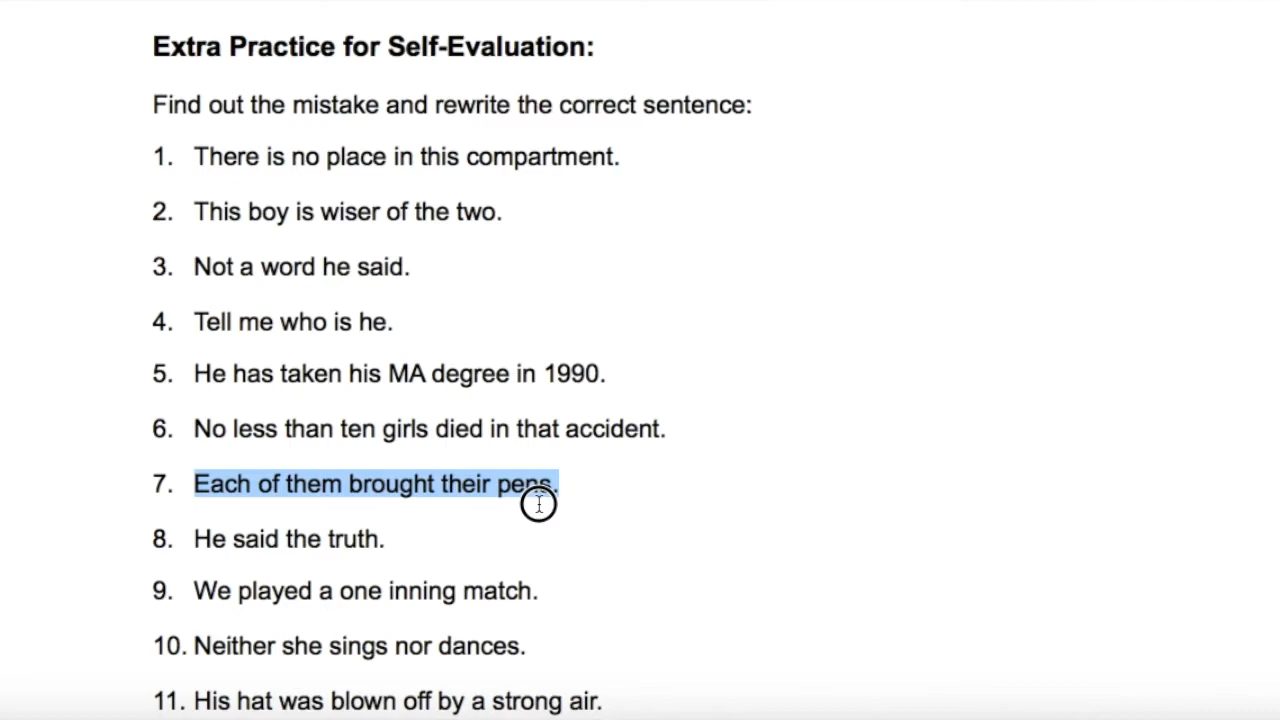 Extra Practice for Self-Evaluation:
Find out the mistake and rewrite the correct sentence:
1. There is no place in this compartment.
2. This boy is wiser of the two.
3. Not a word he said.
4. Tell me who is he.
5. He has taken his MA degree in 1990.
6. No less than ten girls died in that accident.
7. Each of them brought their pens.
8. He said the truth.
9. We played a one inning match.
10. Neither she sings nor dances.
11. His hat was blown off by a strong air.